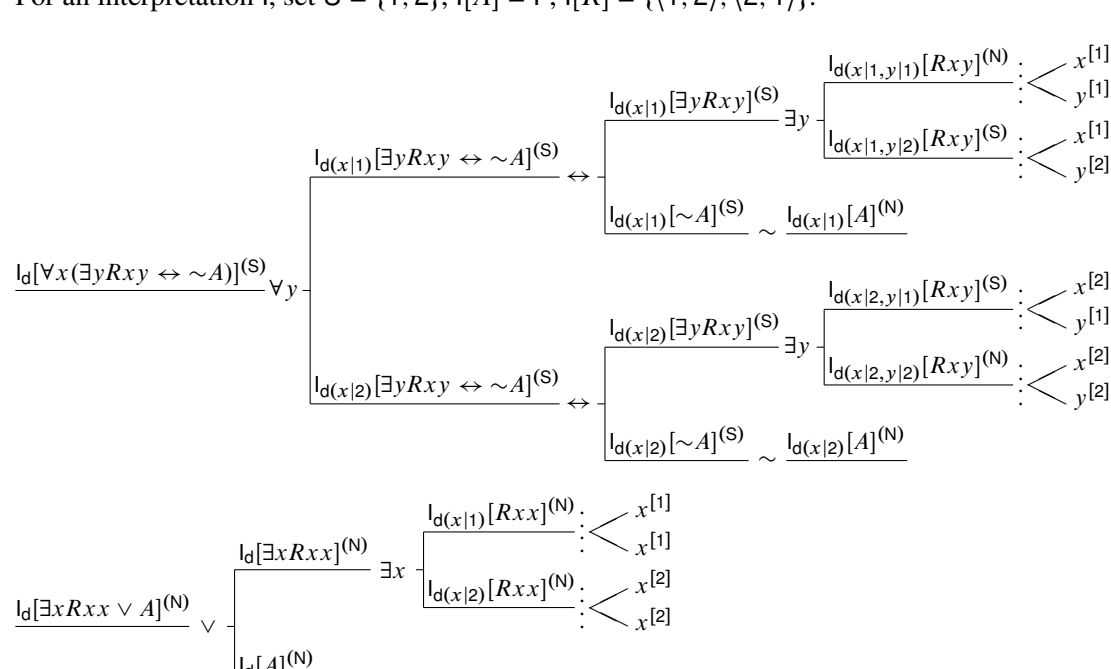 For an interpretation I, set U = {1, 2}, I[A] = F, I[R] = {⟨1, 2⟩, ⟨2, 1⟩}.
I_d(x|1,y|1)[Rxy]^(N) x^[1]
y^[1]
I_d(x|1)[∃yRxy]^(S) ∃y
I_d(x|1,y|2)[Rxy]^(S) x^[1]
y^[2]
I_d(x|1)[∃yRxy ↔ ∼A]^(S) ↔
I_d(x|1)[∼A]^(S) ∼ I_d(x|1)[A]^(N)
I_d[∀x(∃yRxy ↔ ∼A)]^(S) ∀y
I_d(x|2,y|1)[Rxy]^(S) x^[2]
y^[1]
I_d(x|2)[∃yRxy]^(S) ∃y
I_d(x|2,y|2)[Rxy]^(N) x^[2]
y^[2]
I_d(x|2)[∃yRxy ↔ ∼A]^(S) ↔
I_d(x|2)[∼A]^(S) ∼ I_d(x|2)[A]^(N)
I_d(x|1)[Rxx]^(N) x^[1]
x^[1]
I_d[∃xRxx]^(N) ∃x
I_d(x|2)[Rxx]^(N) x^[2]
x^[2]
I_d[∃xRxx ∨ A]^(N) ∨
I_d[A]^(N)